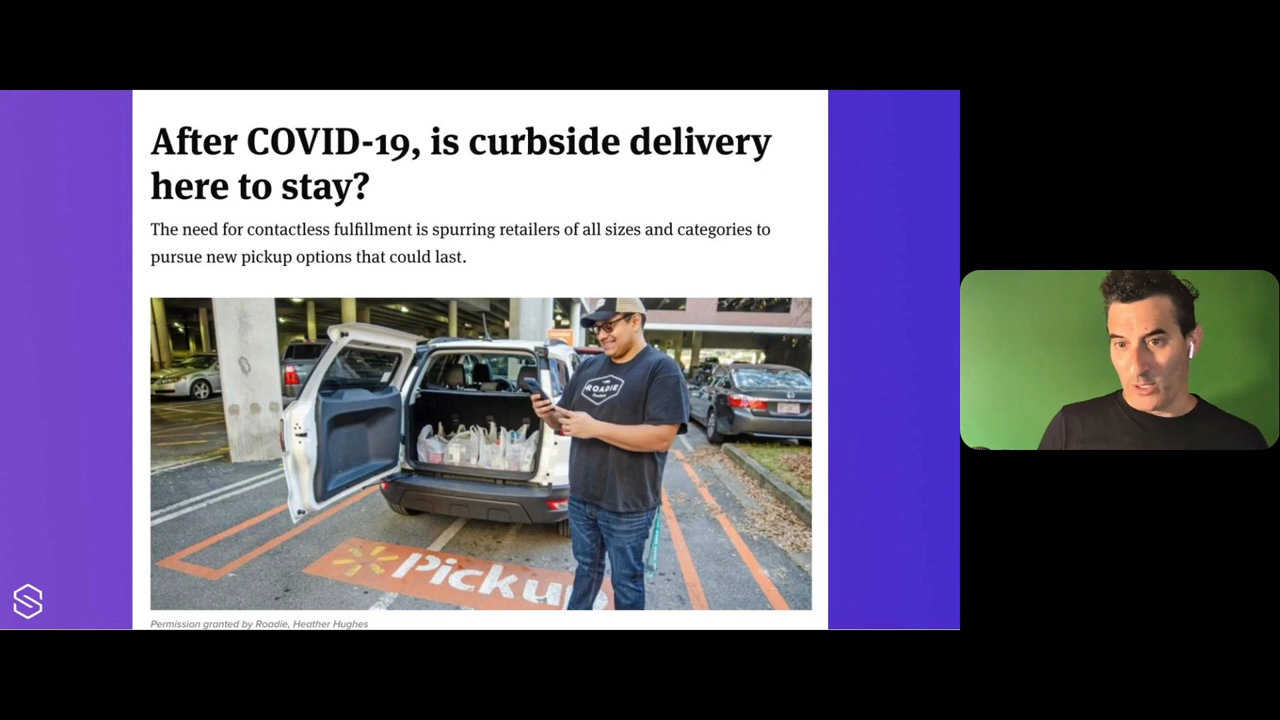 After COVID-19, is curbside delivery
here to stay?
The need for contactless fulfillment is spurring retailers of all sizes and categories to
pursue new pickup options that could last.
ROADIE
Pickup
Permission granted by Roadie, Heather Hughes